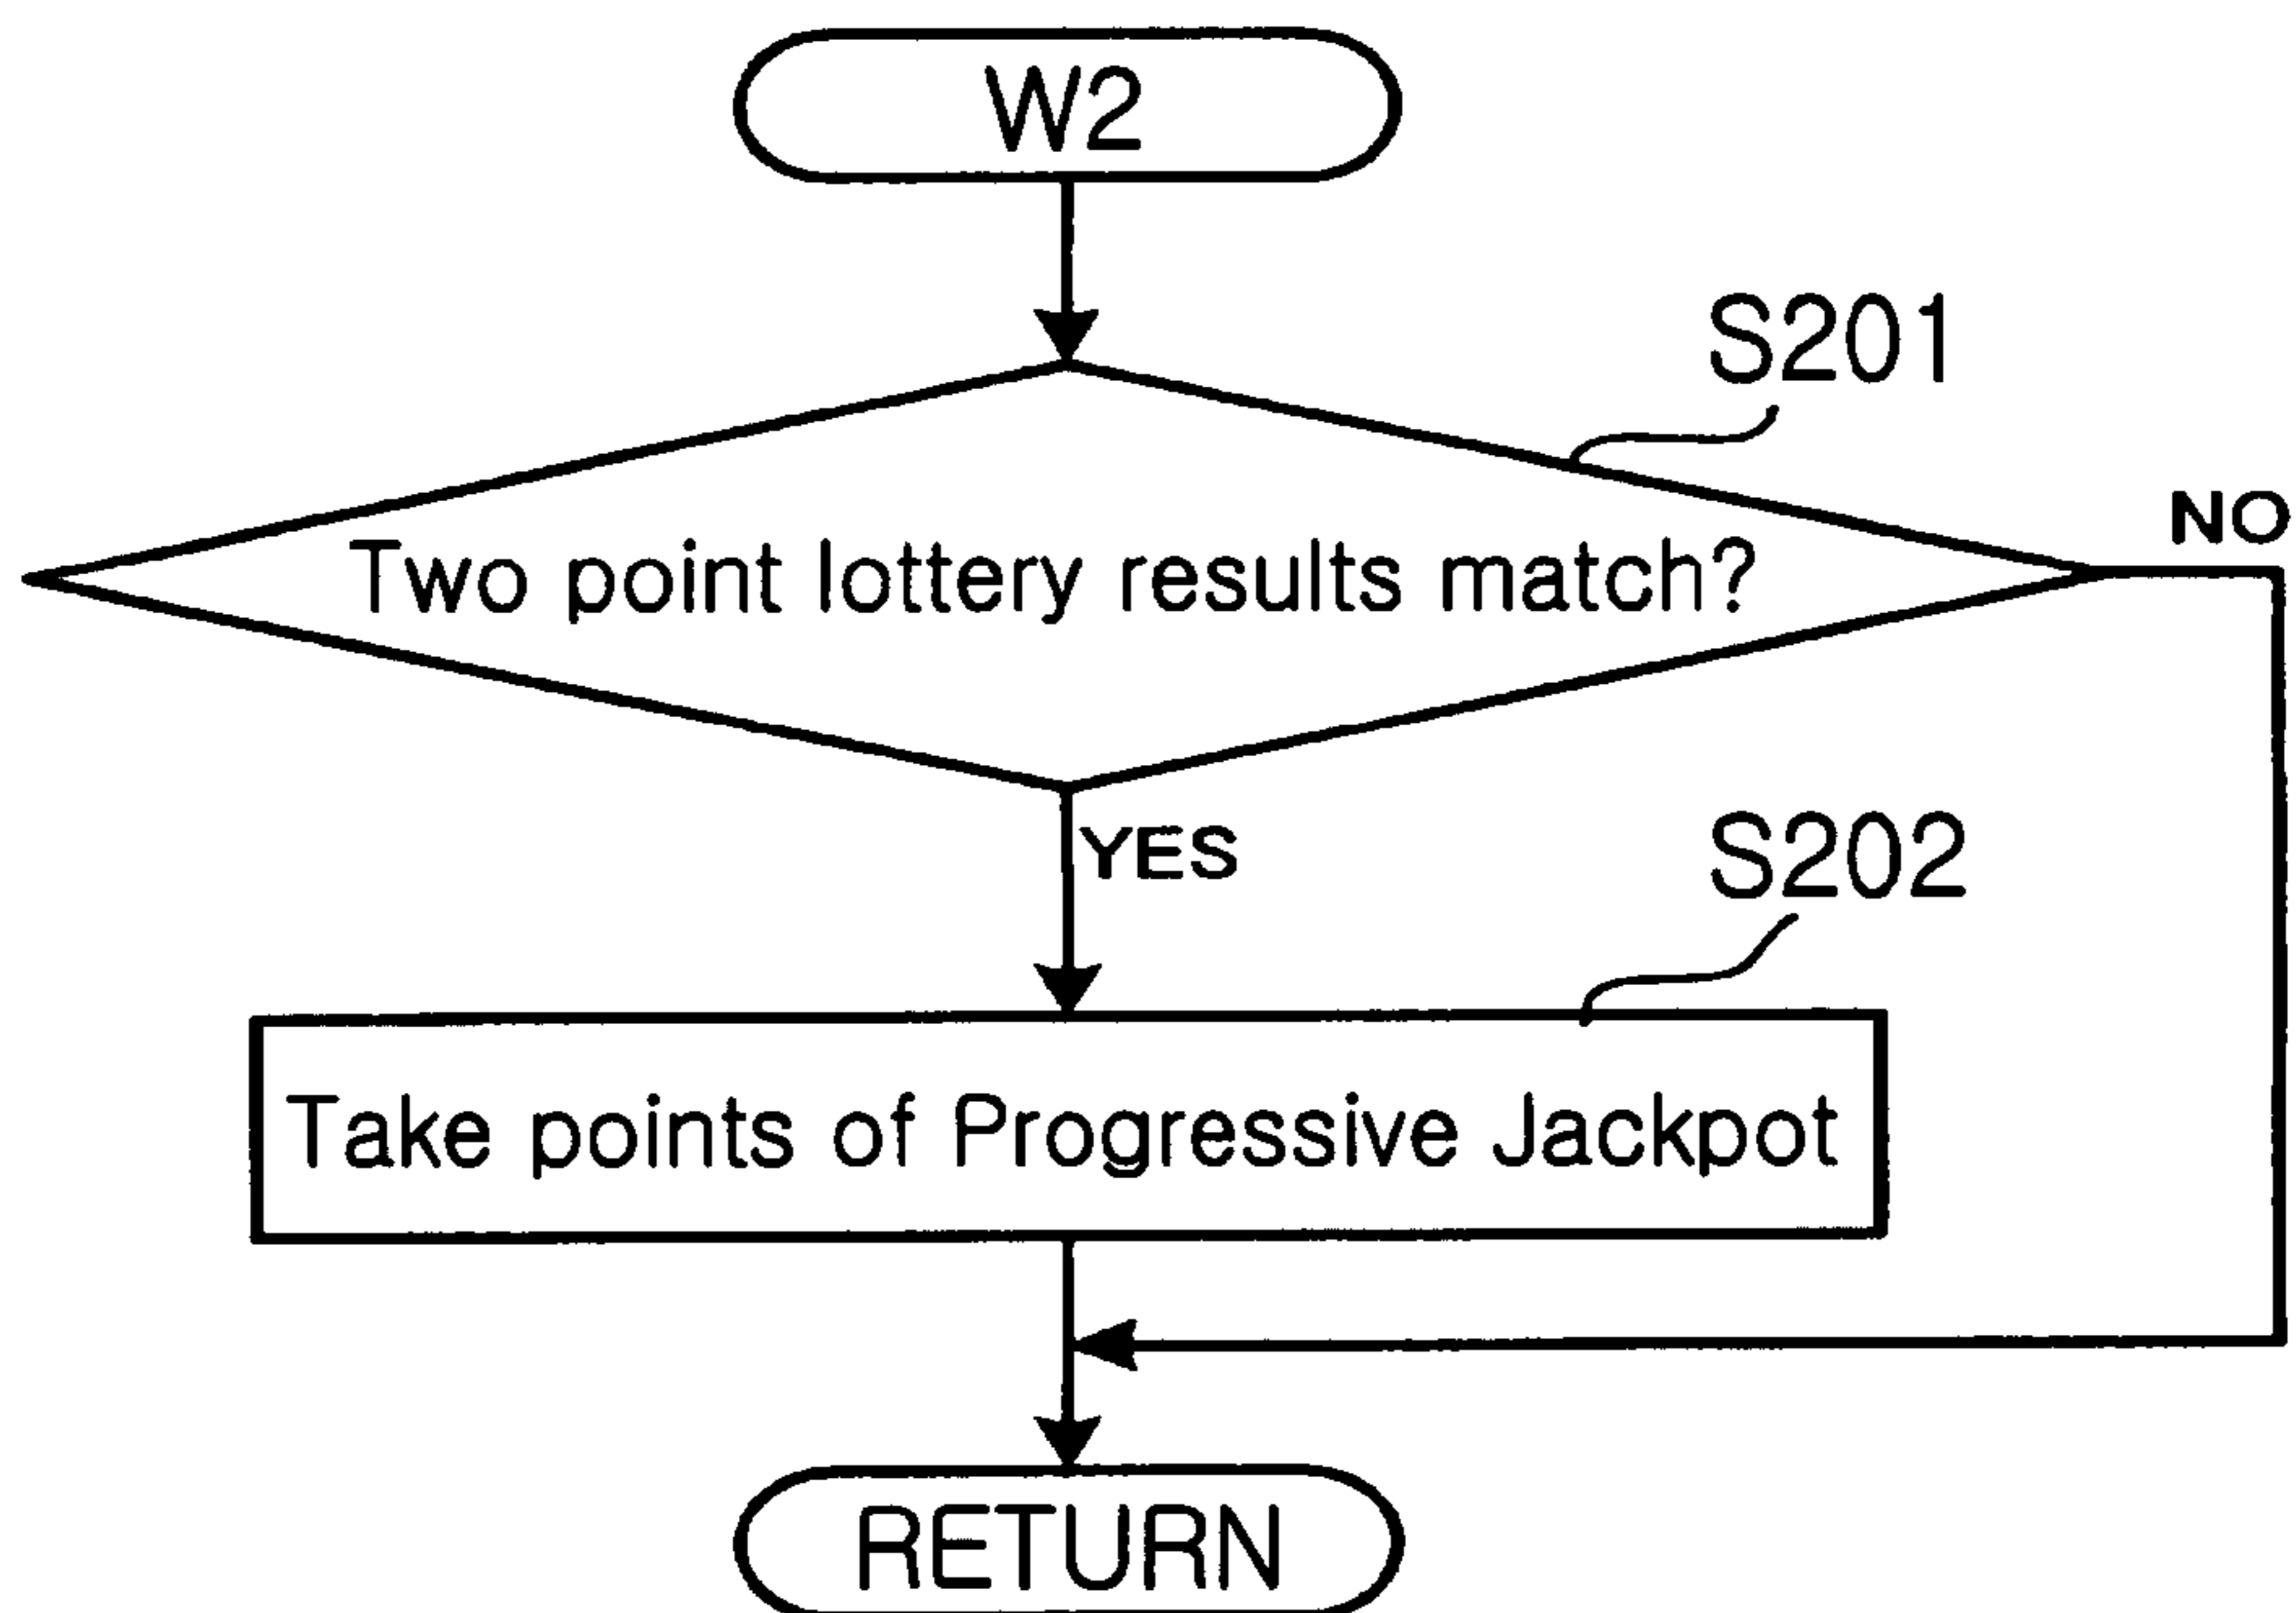 W2
S201
NO
Two point lottery results match?
YES
S202
Take points of Progressive Jackpot
RETURN